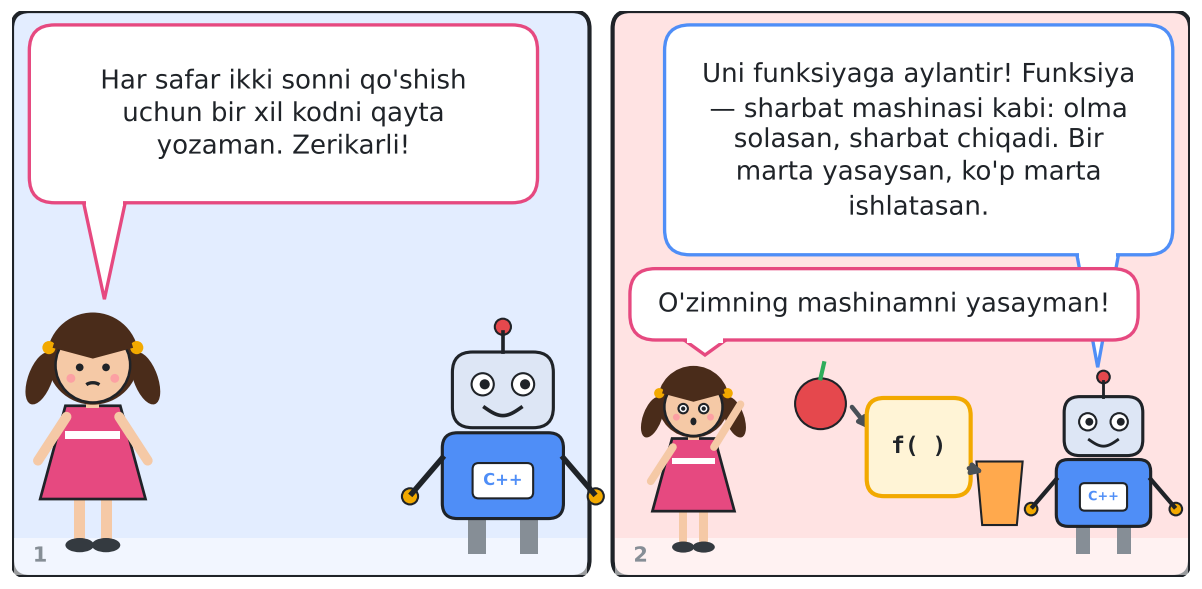 Har safar ikki sonni qo'shish
uchun bir xil kodni qayta
yozaman. Zerikarli!
C++
1
Uni funksiyaga aylantir! Funksiya
— sharbat mashinasi kabi: olma
solasan, sharbat chiqadi. Bir
marta yasaysan, ko'p marta
ishlatasan.
O'zimning mashinamni yasayman!
f( )
C++
2